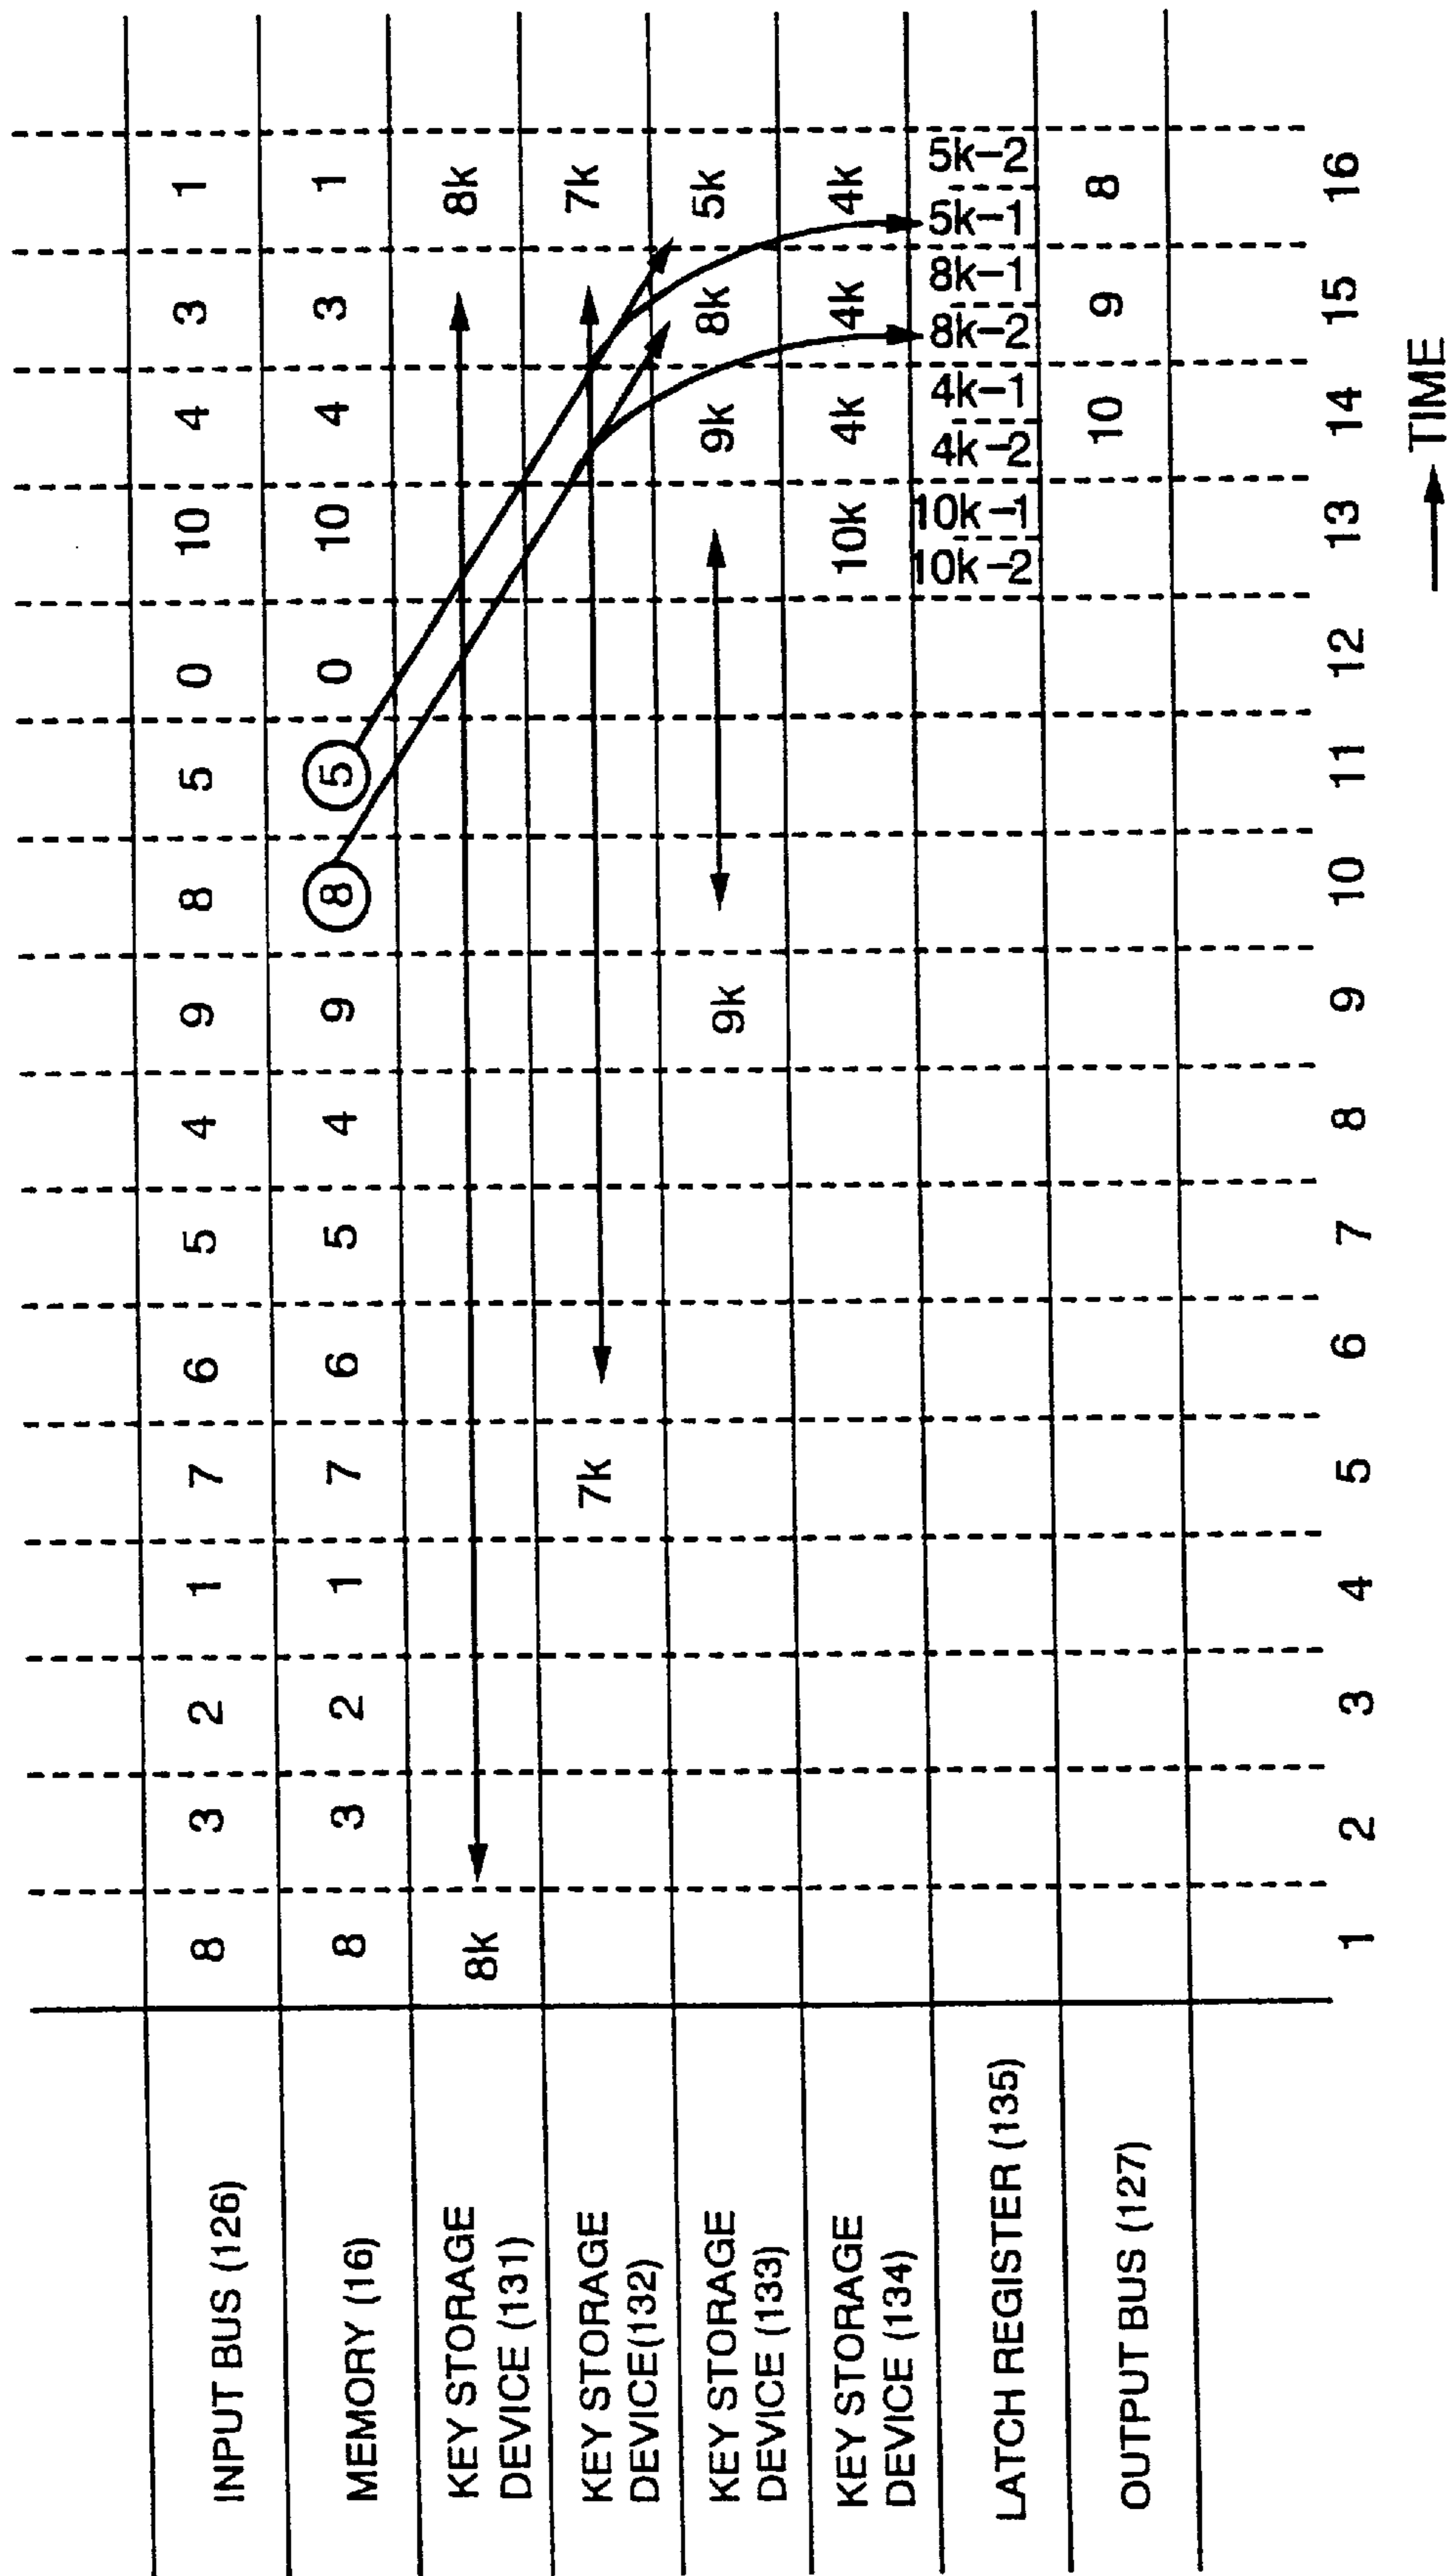 INPUT BUS (126) 8 3 2 1 7 6 5 4 9 8 5 0 10 4 3 1
MEMORY (16) 8 3 2 1 7 6 5 4 9 8 5 0 10 4 3 1
KEY STORAGE
DEVICE (131) 8k 8k
KEY STORAGE
DEVICE(132) 7k 7k
KEY STORAGE
DEVICE (133) 9k 9k 8k 5k
KEY STORAGE
DEVICE (134) 10k 4k 4k 4k
LATCH REGISTER (135) 10k-2 10k-1 4k-2 4k-1 8k-2 8k-1 5k-1 5k-2
OUTPUT BUS (127) 10 9 8
1 2 3 4 5 6 7 8 9 10 11 12 13 14 15 16
TIME